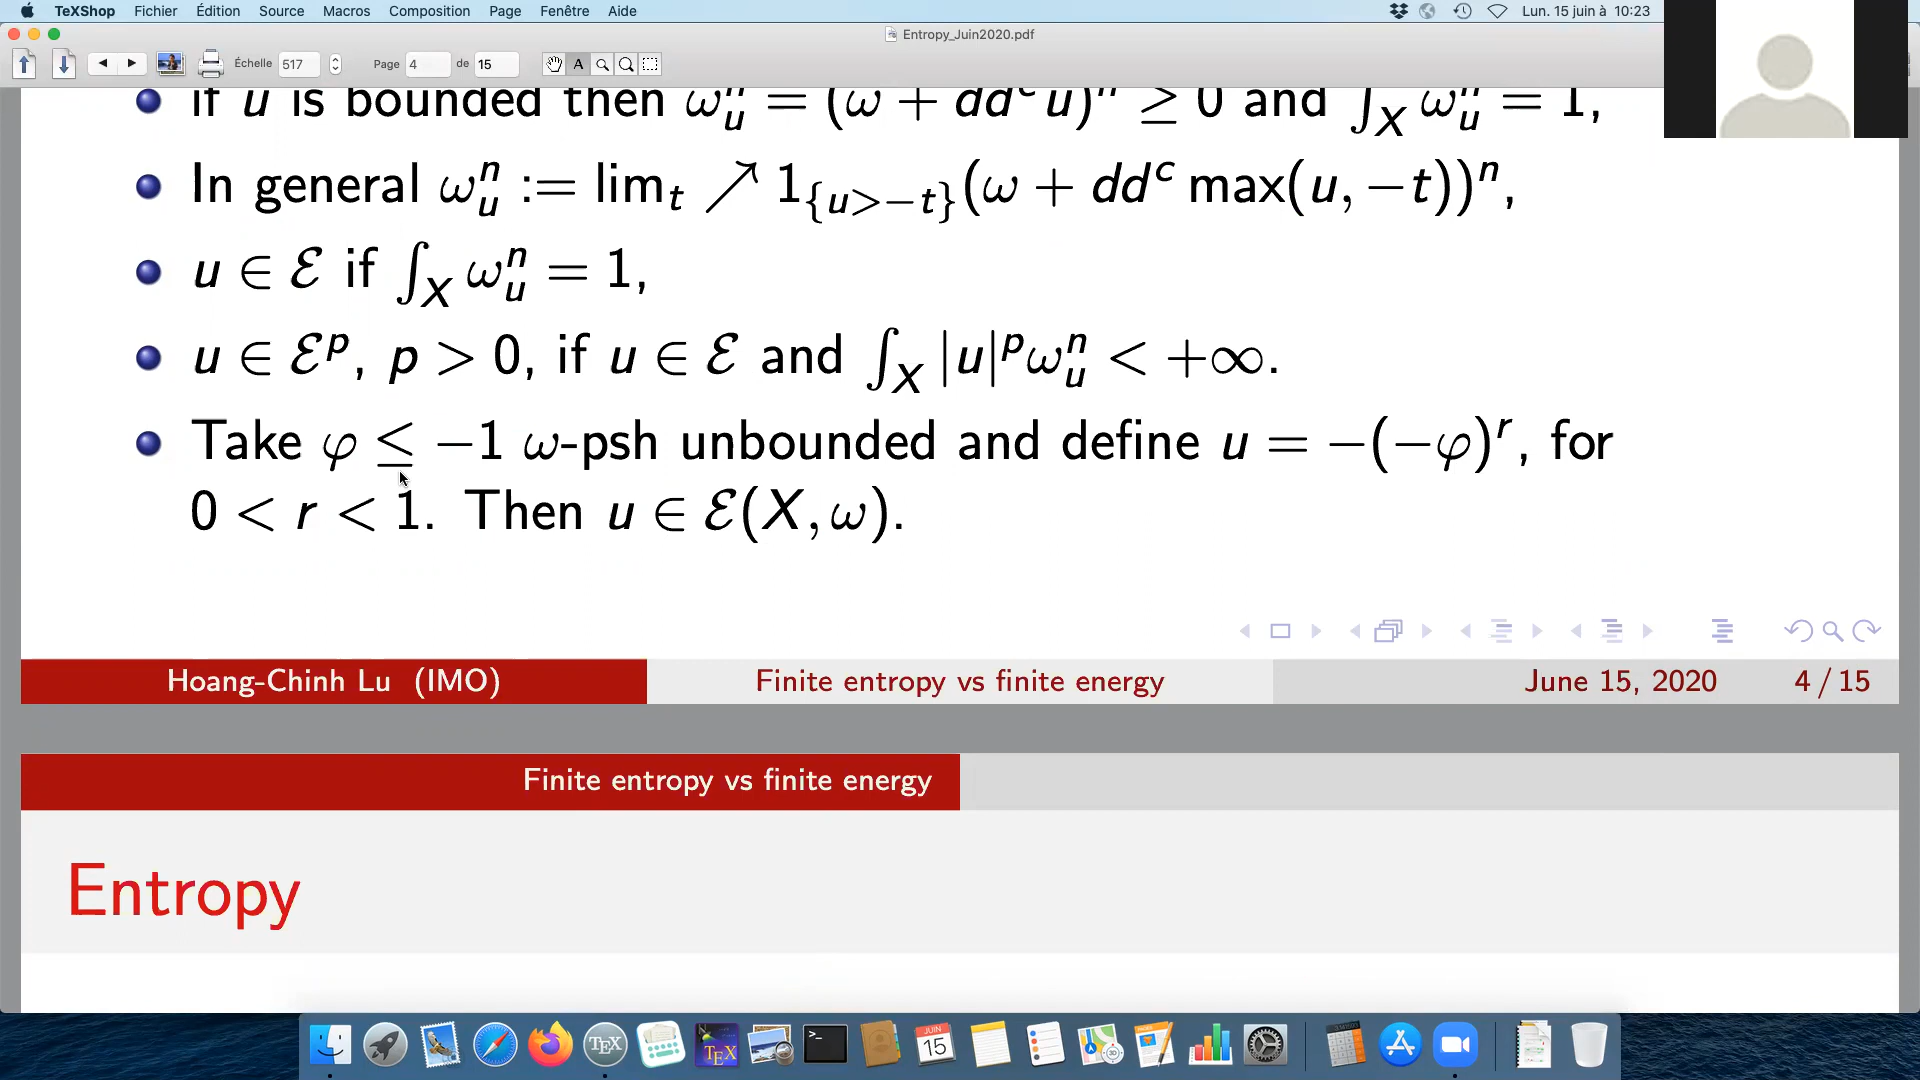 TeXShop Fichier Édition Source Macros Composition Page Fenêtre Aide Lun. 15 juin à 10:23
Entropy_Juin2020.pdf
Échelle 517 Page 4 de 15 A
if u is bounded then ω_u^n = (ω + dd^c u)^n ≥ 0 and ∫_X ω_u^n = 1,
In general ω_u^n := lim_t ↗ 1_{u>−t}(ω + dd^c max(u, −t))^n,
u ∈ ℰ if ∫_X ω_u^n = 1,
u ∈ ℰ^p, p > 0, if u ∈ ℰ and ∫_X |u|^p ω_u^n < +∞.
Take φ ≤ −1 ω-psh unbounded and define u = −(−φ)^r, for
0 < r < 1. Then u ∈ ℰ(X, ω).
Hoang-Chinh Lu (IMO) Finite entropy vs finite energy June 15, 2020 4 / 15
Finite entropy vs finite energy
Entropy
TEX TEX JUIN 15